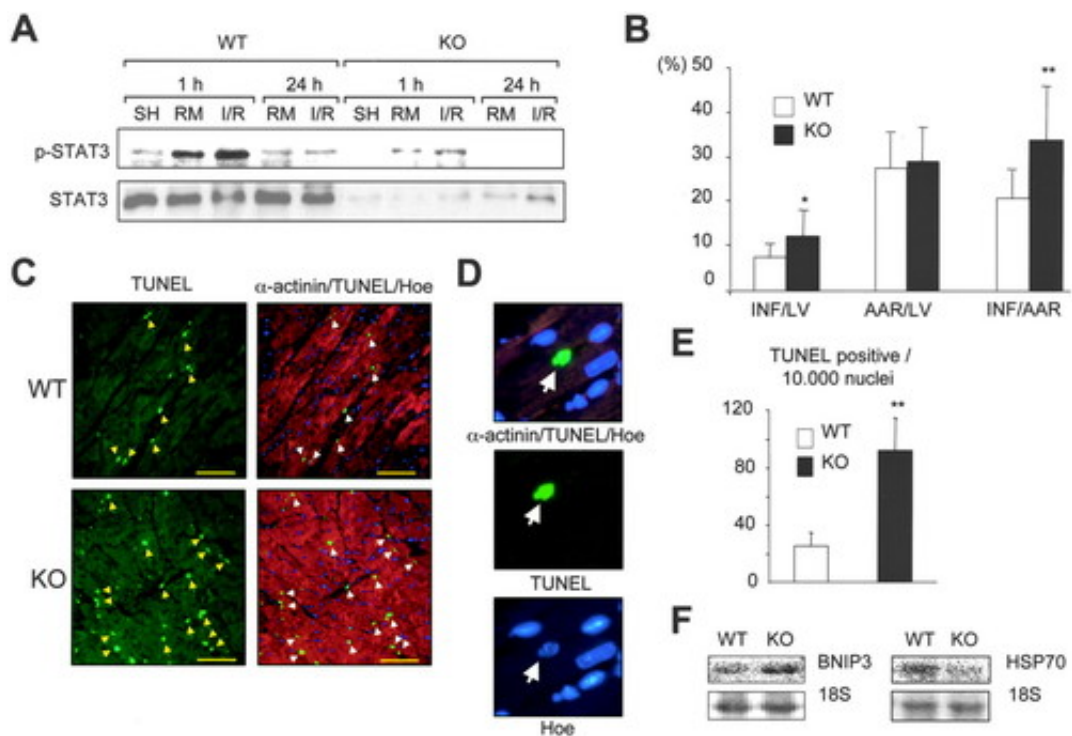 A
WT KO
1 h 24 h 1 h 24 h
SH RM I/R RM I/R SH RM I/R RM I/R
p-STAT3
STAT3
B
(%) 50
40
30
20
10
0
WT
KO
*
**
INF/LV AAR/LV INF/AAR
C
TUNEL α-actinin/TUNEL/Hoe
WT
KO
D
α-actinin/TUNEL/Hoe
TUNEL
Hoe
E
TUNEL positive /
10.000 nuclei
120
80
40
0
WT
KO
**
F
WT KO WT KO
BNIP3 HSP70
18S 18S